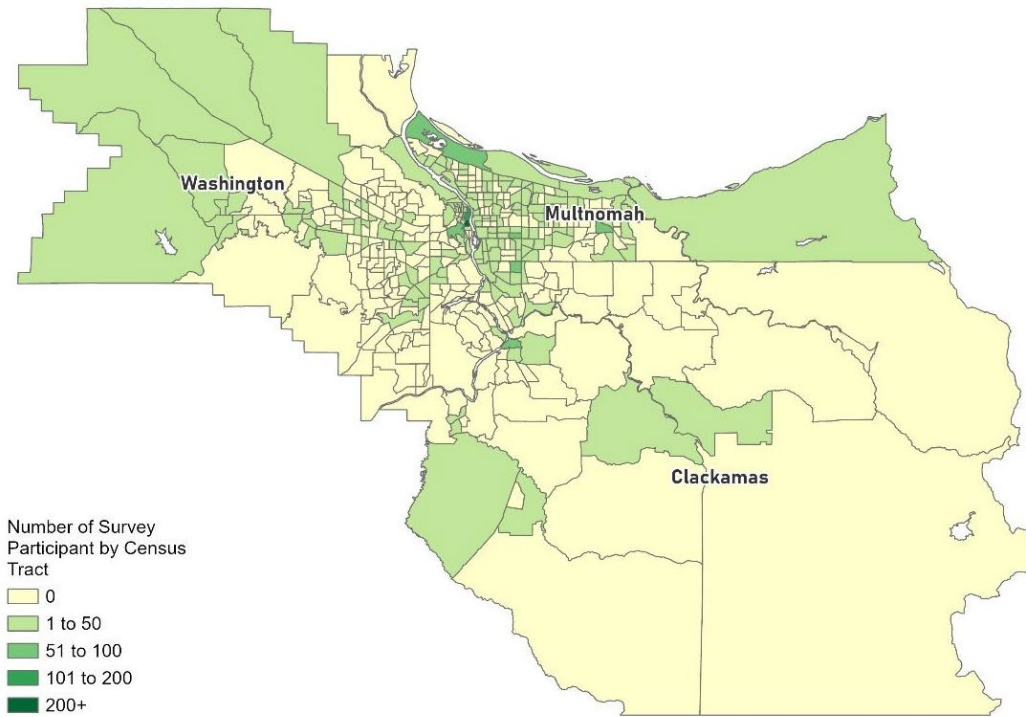 Washington
Multnomah
Clackamas
Number of Survey
Participant by Census
Tract
0
1 to 50
51 to 100
101 to 200
200+